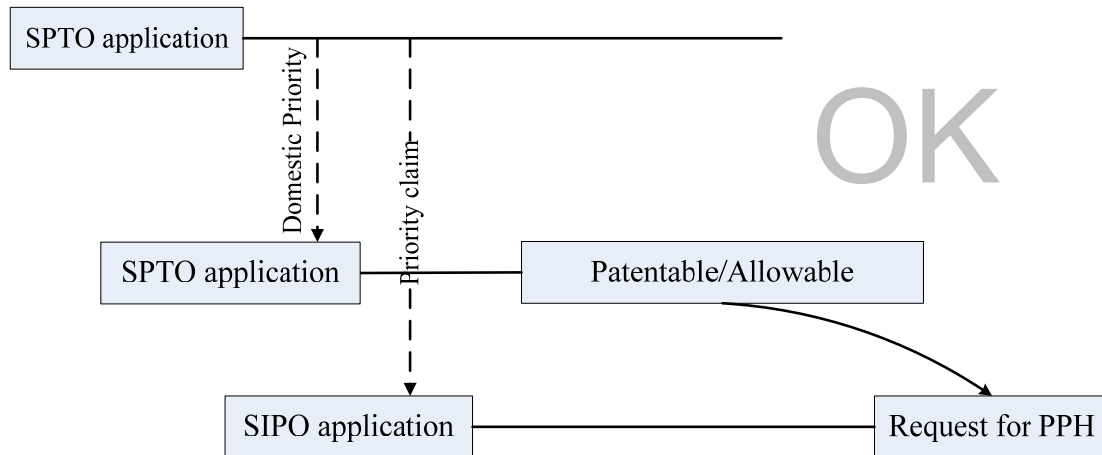 SPTO application
Domestic Priority
Priority claim
OK
SPTO application
Patentable/Allowable
SIPO application
Request for PPH